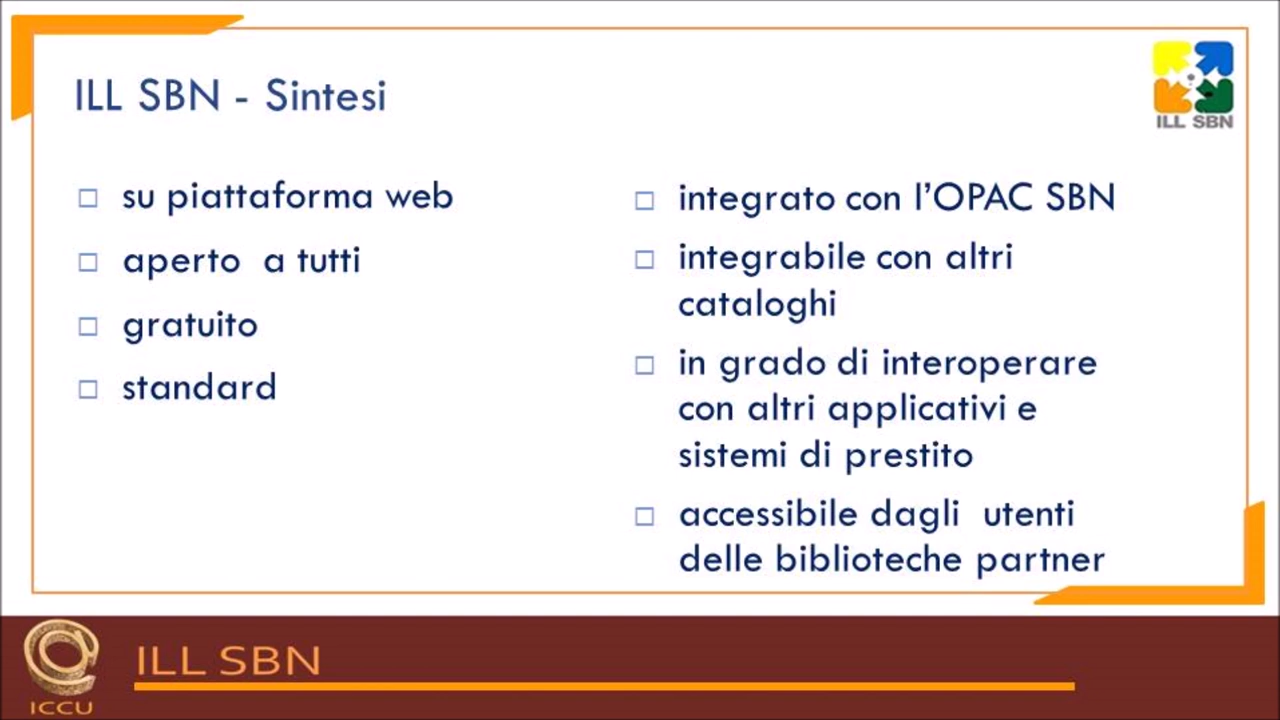 ILL SBN - Sintesi
ILL SBN
su piattaforma web
aperto a tutti
gratuito
standard
integrato con l’OPAC SBN
integrabile con altri
cataloghi
in grado di interoperare
con altri applicativi e
sistemi di prestito
accessibile dagli utenti
delle biblioteche partner
ILL SBN
ICCU